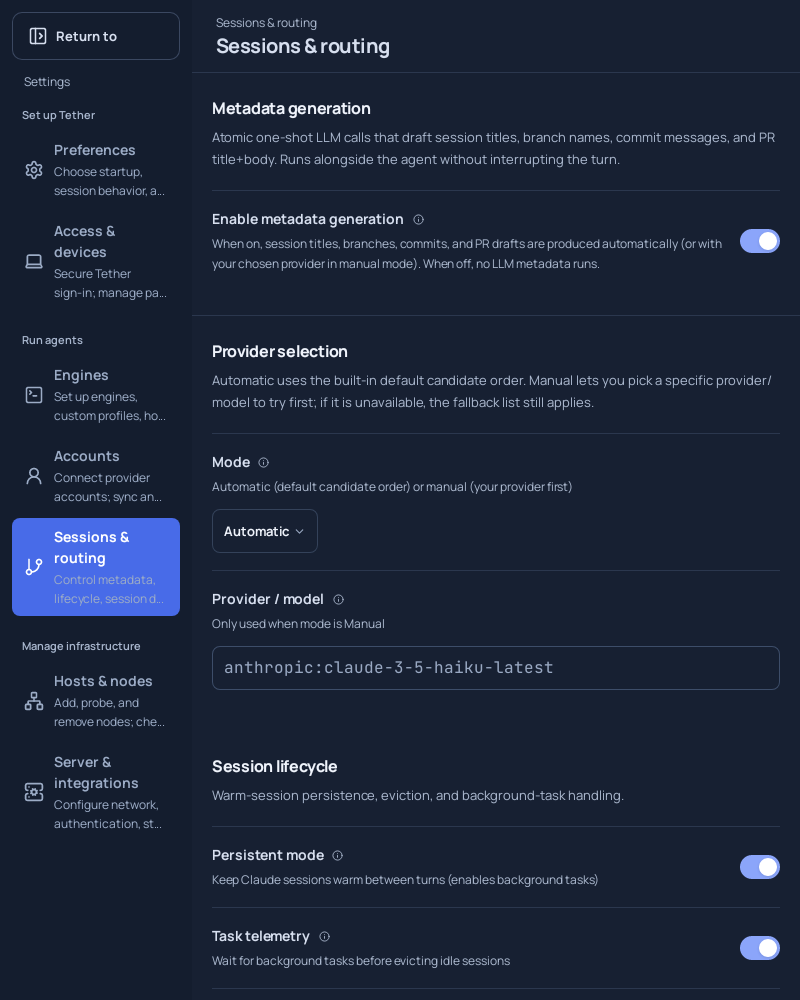 Return to
Settings
Set up Tether
Preferences
Choose startup,
session behavior, a...
Access &
devices
Secure Tether
sign-in; manage pa...
Run agents
Engines
Set up engines,
custom profiles, ho...
Accounts
Connect provider
accounts; sync an...
Sessions &
routing
Control metadata,
lifecycle, session d...
Manage infrastructure
Hosts & nodes
Add, probe, and
remove nodes; che...
Server &
integrations
Configure network,
authentication, st...
Sessions & routing
Sessions & routing
Metadata generation
Atomic one-shot LLM calls that draft session titles, branch names, commit messages, and PR
title+body. Runs alongside the agent without interrupting the turn.
Enable metadata generation
When on, session titles, branches, commits, and PR drafts are produced automatically (or with
your chosen provider in manual mode). When off, no LLM metadata runs.
Provider selection
Automatic uses the built-in default candidate order. Manual lets you pick a specific provider/
model to try first; if it is unavailable, the fallback list still applies.
Mode
Automatic (default candidate order) or manual (your provider first)
Automatic
Provider / model
Only used when mode is Manual
anthropic:claude-3-5-haiku-latest
Session lifecycle
Warm-session persistence, eviction, and background-task handling.
Persistent mode
Keep Claude sessions warm between turns (enables background tasks)
Task telemetry
Wait for background tasks before evicting idle sessions